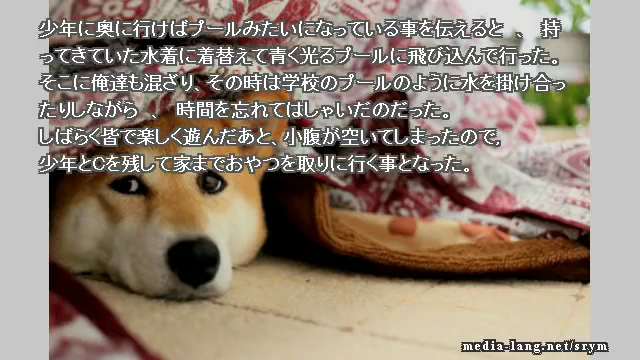 少年に奥に行けばプールみたいになっている事を伝えると 、 持
ってきていた水着に着替えて青く光るプールに飛び込んで行った。
そこに俺達も混ざり、その時は学校のプールのように水を掛け合っ
たりしながら 、 時間を忘れてはしゃいだのだった。
しばらく皆で楽しく遊んだあと、小腹が空いてしまったので、
少年とCを残して家までおやつを取りに行く事となった。
media-lang.net/srym